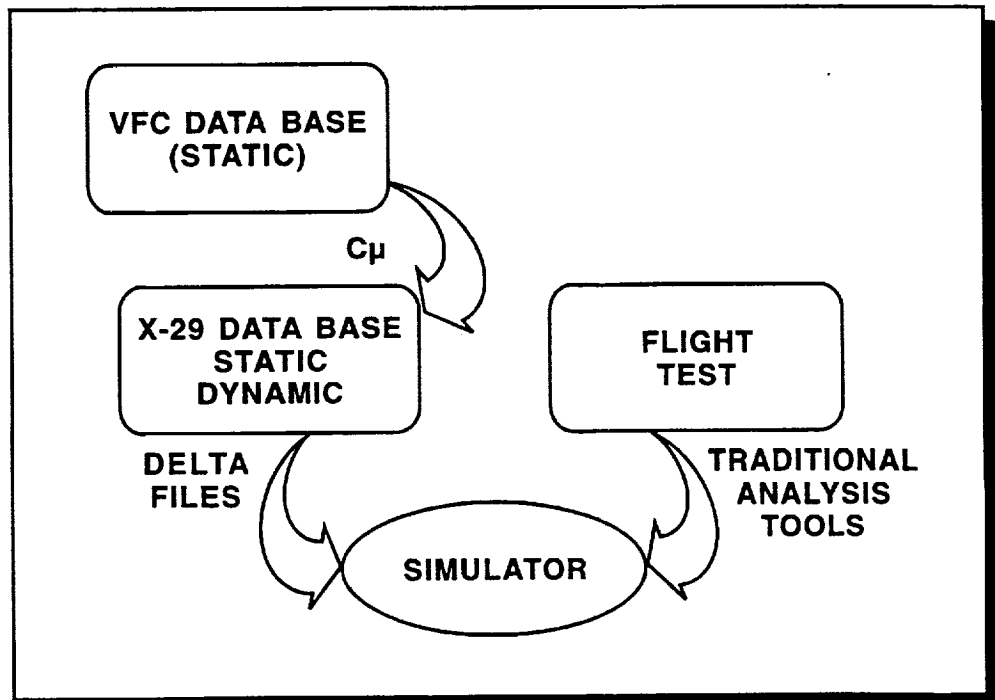 VFC DATA BASE
(STATIC)
Cμ
X-29 DATA BASE
STATIC
DYNAMIC
FLIGHT
TEST
DELTA
FILES
TRADITIONAL
ANALYSIS
TOOLS
SIMULATOR